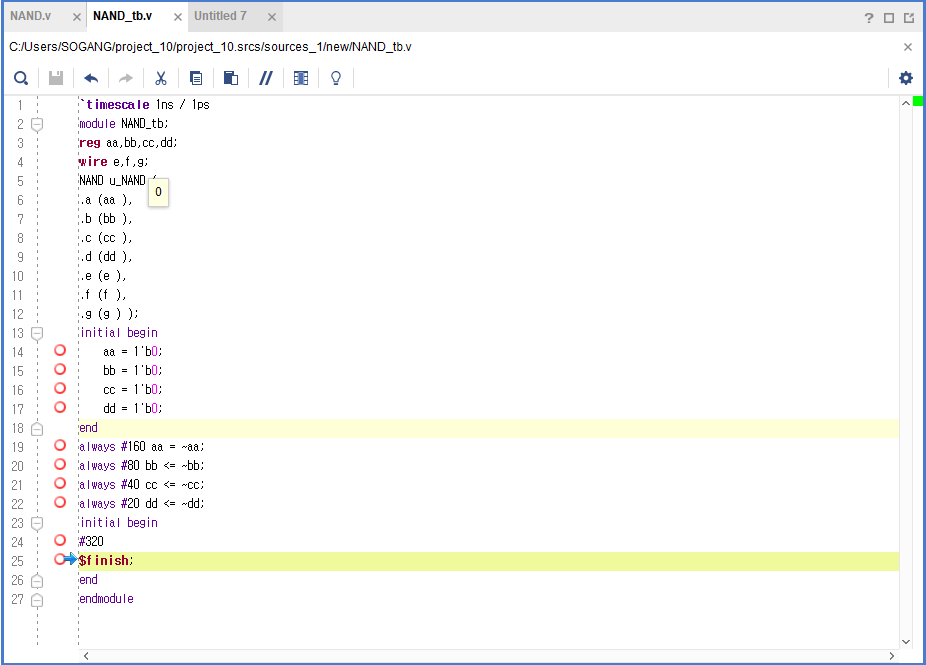 NAND.v × NAND_tb.v × Untitled 7 ×
C:/Users/SOGANG/project_10/project_10.srcs/sources_1/new/NAND_tb.v
1 `timescale 1ns / 1ps
2 module NAND_tb;
3 reg aa,bb,cc,dd;
4 wire e,f,g;
5 NAND u_NAND (
0
6 .a (aa ),
7 .b (bb ),
8 .c (cc ),
9 .d (dd ),
10 .e (e ),
11 .f (f ),
12 .g (g ) );
13 initial begin
14 aa = 1'b0;
15 bb = 1'b0;
16 cc = 1'b0;
17 dd = 1'b0;
18 end
19 always #160 aa = ~aa;
20 always #80 bb <= ~bb;
21 always #40 cc <= ~cc;
22 always #20 dd <= ~dd;
23 initial begin
24 #320
25 $finish;
26 end
27 endmodule